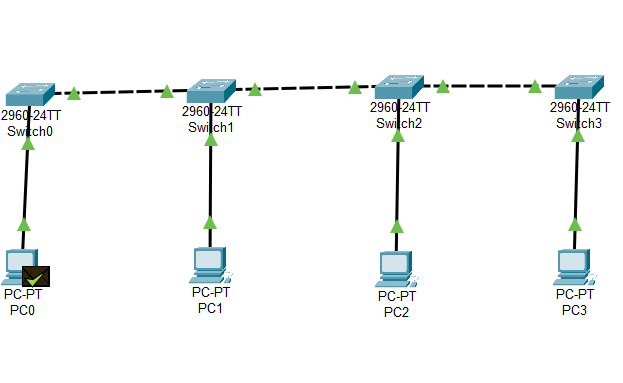 2960-24TT
Switch0
2960-24TT
Switch1
2960-24TT
Switch2
2960-24TT
Switch3
PC-PT
PC0
PC-PT
PC1
PC-PT
PC2
PC-PT
PC3